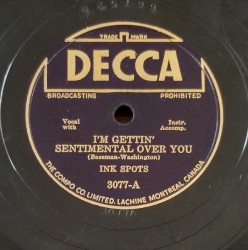 TRADE MARK
DECCA
BROADCASTING PROHIBITED
Vocal with Instr. Accomp.
I'M GETTIN'
SENTIMENTAL OVER YOU
(Bassman-Washington)
INK SPOTS
3077-A
THE COMPO CO. LIMITED. LACHINE MONTREAL CANADA